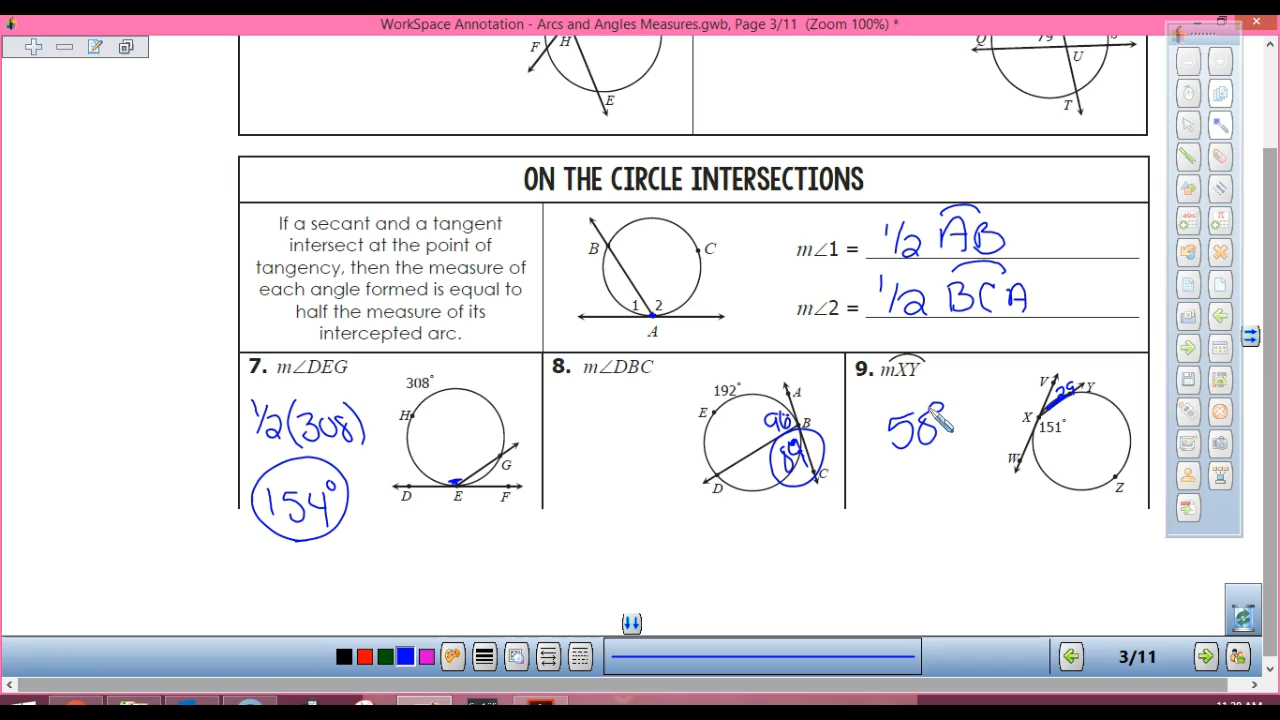 WorkSpace Annotation - Arcs and Angles Measures.gwb, Page 3/11 (Zoom 100%) *
F H
E
Q 79 S
U
T
ON THE CIRCLE INTERSECTIONS
If a secant and a tangent
intersect at the point of
tangency, then the measure of
each angle formed is equal to
half the measure of its
intercepted arc.
B C
1 2
A
m∠1 = 1/2 AB
m∠2 = 1/2 BCA
7. m∠DEG
308°
H
G
D E F
1/2(308)
154°
8. m∠DBC
192°
A
E
96 B
84
D C
9. mXY
V 29 Y
X 151°
W
Z
58°
abc
π
3/11